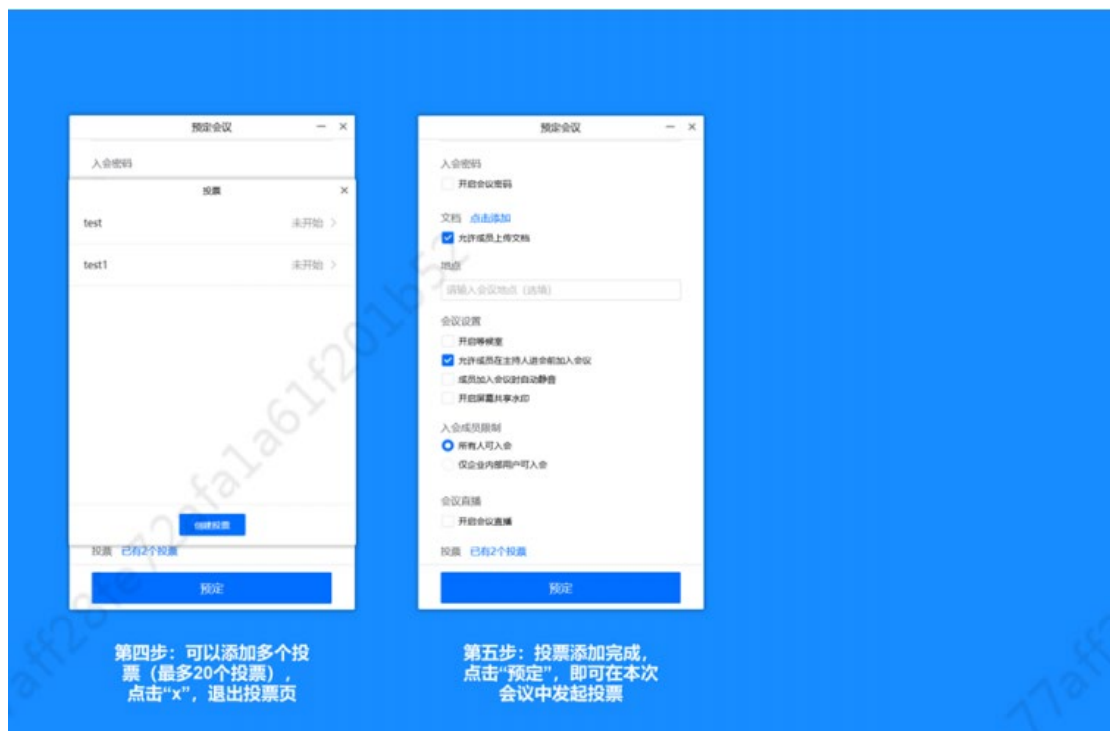 预定会议
入会密码
投票
test 未开始
test1 未开始
创建投票
投票 已有2个投票
预定
第四步：可以添加多个投
票（最多20个投票），
点击“x”，退出投票页
预定会议
入会密码
开启会议密码
文档 点击添加
允许成员上传文档
地点
请输入会议地点（选填）
会议设置
开启等候室
允许成员在主持人进会前加入会议
成员加入会议时自动静音
开启屏幕共享水印
入会成员限制
所有人可入会
仅企业内部用户可入会
会议直播
开启会议直播
投票 已有2个投票
预定
第五步：投票添加完成，
点击“预定”，即可在本次
会议中发起投票